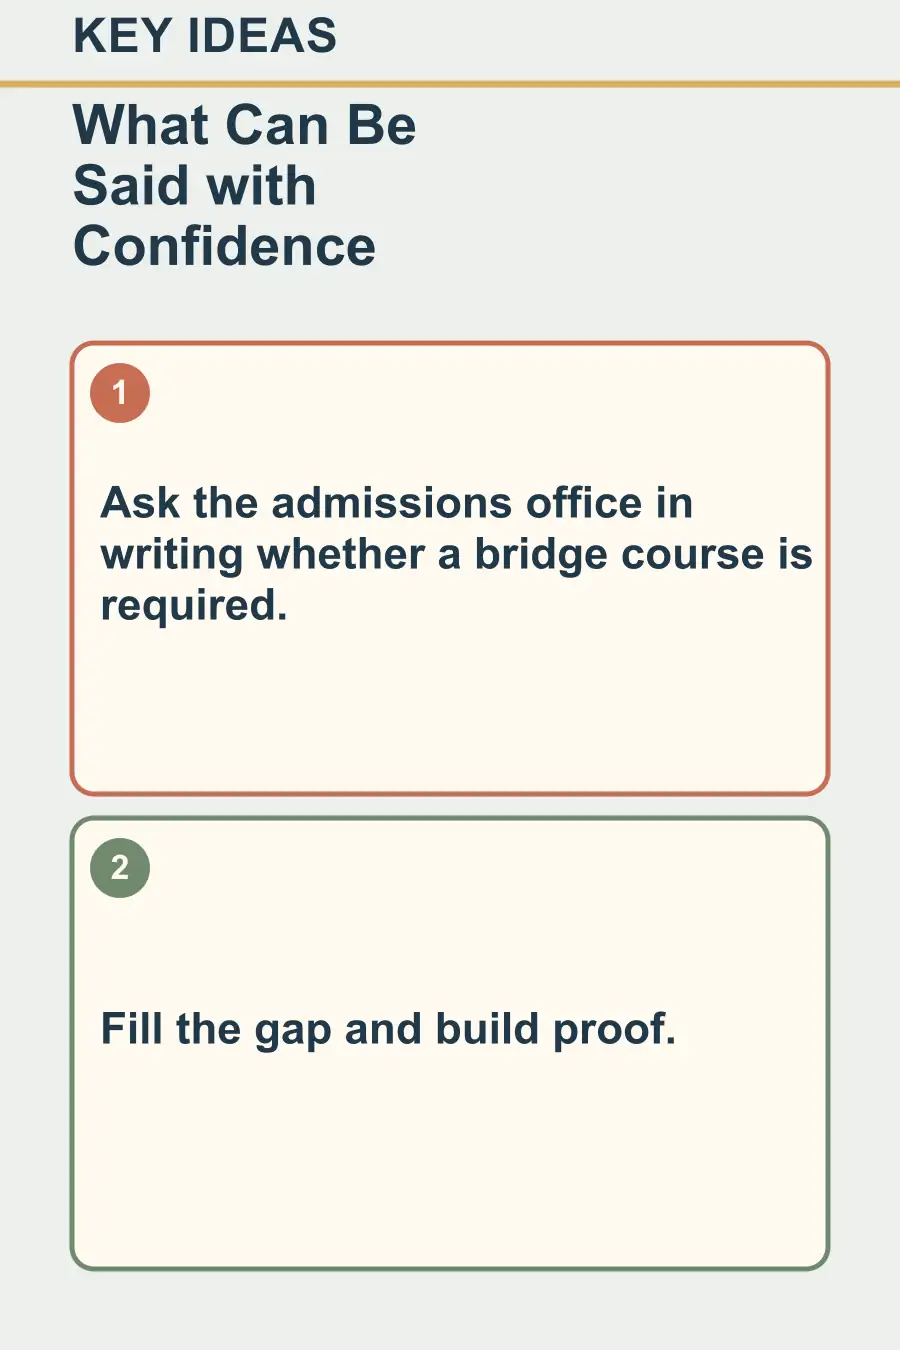 KEY IDEAS
What Can Be
Said with
Confidence
1
Ask the admissions office in
writing whether a bridge course is
required.
2
Fill the gap and build proof.